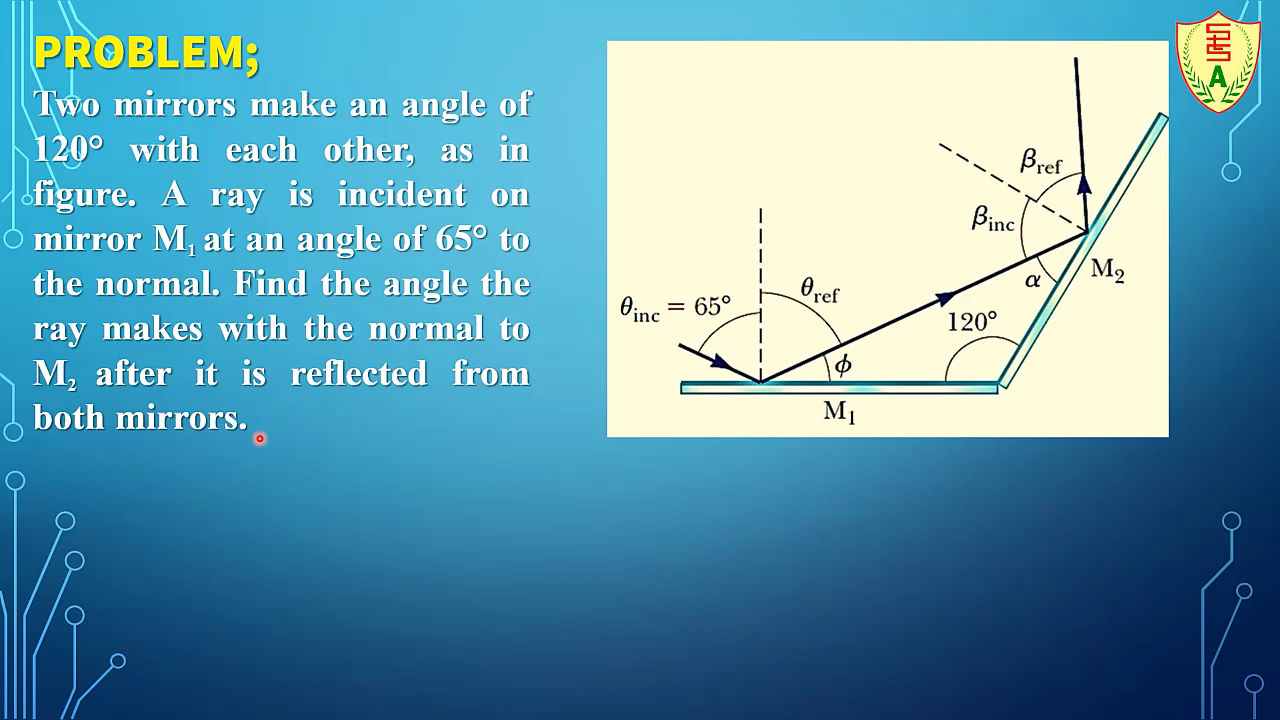 PROBLEM;
Two mirrors make an angle of
120° with each other, as in
figure. A ray is incident on
mirror M₁ at an angle of 65° to
the normal. Find the angle the
ray makes with the normal to
M₂ after it is reflected from
both mirrors.
β_ref
β_inc
M₂
α
θ_ref
θ_inc = 65°
120°
ϕ
M₁
A